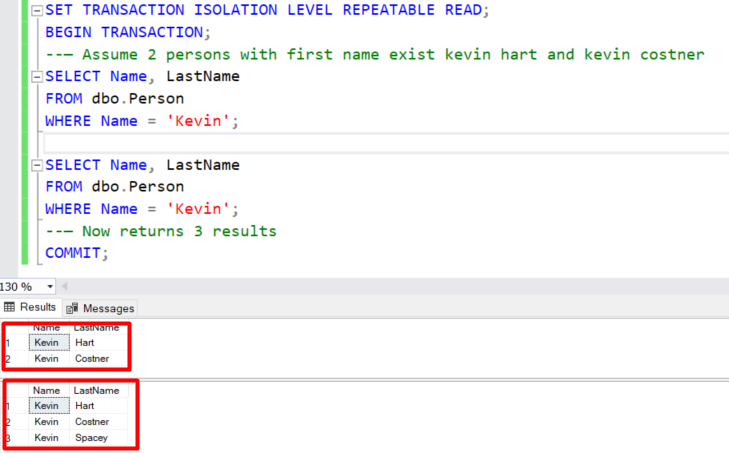 SET TRANSACTION ISOLATION LEVEL REPEATABLE READ;
BEGIN TRANSACTION;
--— Assume 2 persons with first name exist kevin hart and kevin costner
SELECT Name, LastName
FROM dbo.Person
WHERE Name = 'Kevin';
SELECT Name, LastName
FROM dbo.Person
WHERE Name = 'Kevin';
--— Now returns 3 results
COMMIT;
130 %
Results Messages
Name LastName
1 Kevin Hart
2 Kevin Costner
Name LastName
1 Kevin Hart
2 Kevin Costner
3 Kevin Spacey